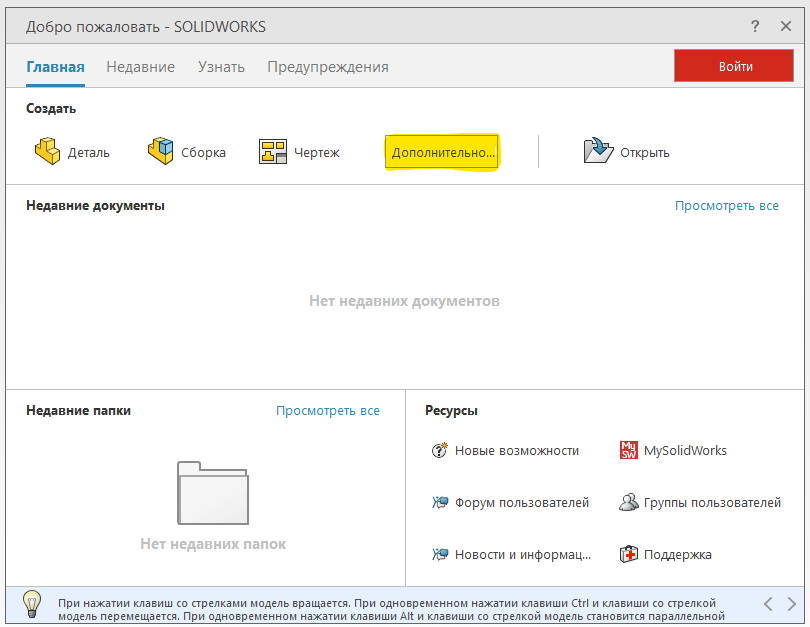 Добро пожаловать - SOLIDWORKS ? ×
Главная Недавние Узнать Предупреждения Войти
Создать
Деталь Сборка Чертеж Дополнительно... Открыть
Недавние документы Просмотреть все
Нет недавних документов
Недавние папки Просмотреть все
Нет недавних папок
Ресурсы
Новые возможности MySolidWorks
Форум пользователей Группы пользователей
Новости и информац... Поддержка
При нажатии клавиш со стрелками модель вращается. При одновременном нажатии клавиши Ctrl и клавиши со стрелкой
модель перемещается. При одновременном нажатии клавиши Alt и клавиши со стрелкой модель становится параллельной